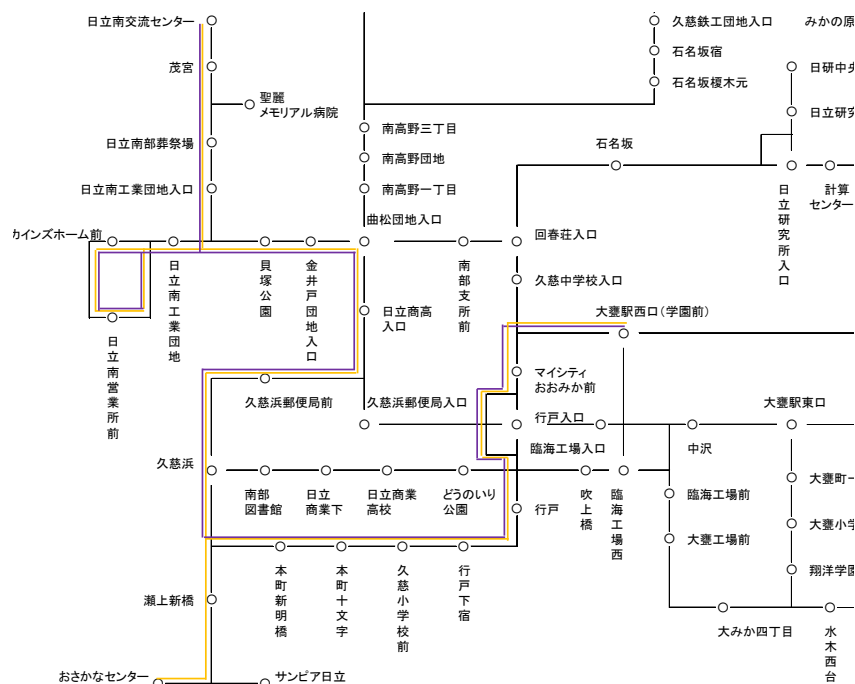 日立南交流センター
久慈鉄工団地入口
みかの原
茂宮
石名坂宿
日研中央
石名坂榎木元
聖麗
メモリアル病院
日立研究
南高野三丁目
日立南部葬祭場
石名坂
南高野団地
日立南工業団地入口
南高野一丁目
日立研究所入口
計算
センター
曲松団地入口
カインズホーム前
回春荘入口
日立南工業団地
貝塚公園
金井戸団地入口
南部支所前
久慈中学校入口
日立商高
入口
大甕駅西口(学園前)
日立南営業所前
マイシティ
おおみか前
久慈浜郵便局前
久慈浜郵便局入口
行戸入口
大甕駅東口
臨海工場入口
中沢
久慈浜
南部
図書館
日立
商業下
日立商業
高校
どうのいり
公園
吹上橋
臨海工場西
臨海工場前
大甕町一
行戸
大甕工場前
大甕小学
本町新明橋
本町十文字
久慈小学校前
行戸下宿
翔洋学園
瀬上新橋
大みか四丁目
水木西台
おさかなセンター
サンピア日立